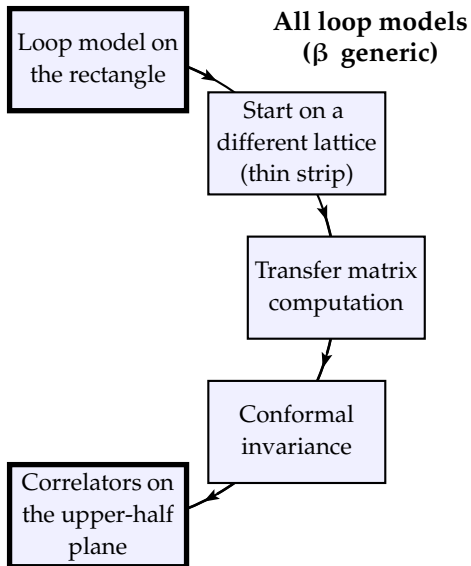 All loop models
(β generic)
Loop model on
the rectangle
Start on a
different lattice
(thin strip)
Transfer matrix
computation
Conformal
invariance
Correlators on
the upper-half
plane